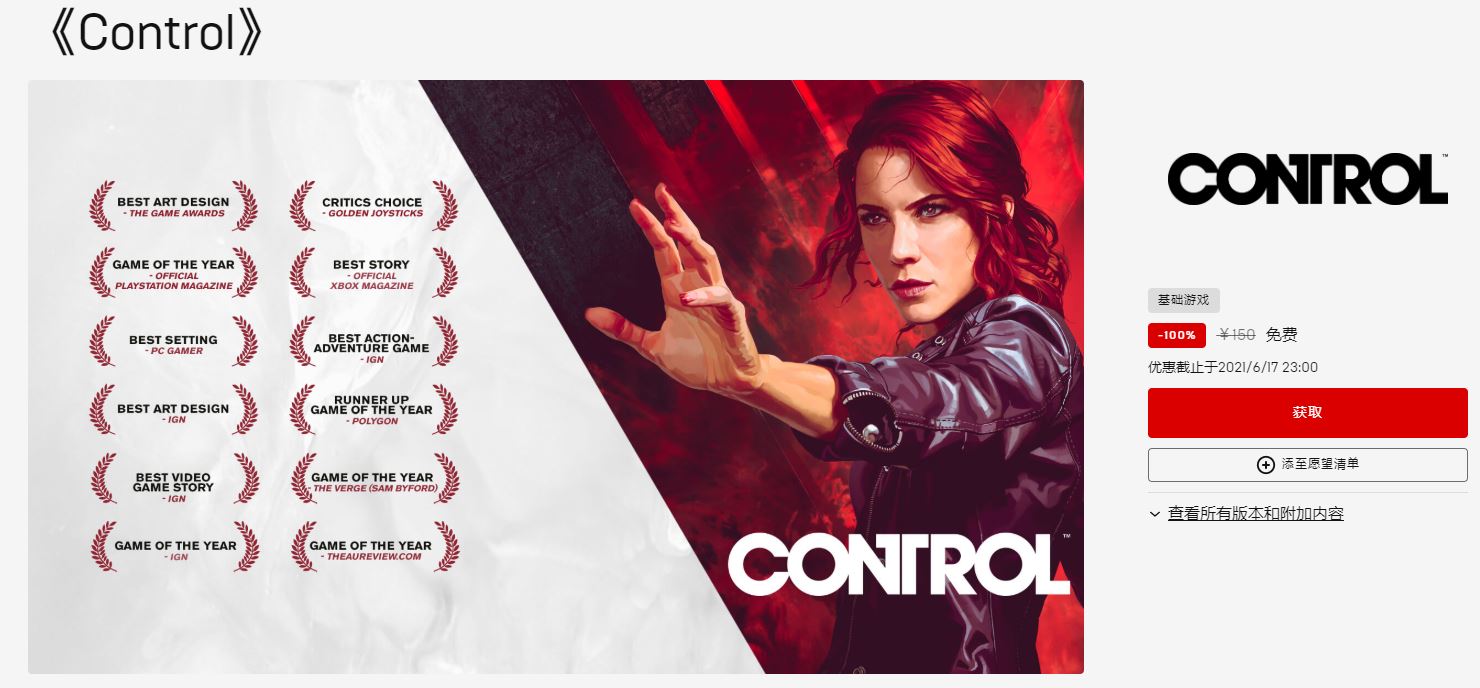 《Control》
BEST ART DESIGN
- THE GAME AWARDS
CRITICS CHOICE
- GOLDEN JOYSTICKS
GAME OF THE YEAR
- OFFICIAL
PLAYSTATION MAGAZINE
BEST STORY
- OFFICIAL
XBOX MAGAZINE
BEST SETTING
- PC GAMER
BEST ACTION-
ADVENTURE GAME
- IGN
BEST ART DESIGN
- IGN
RUNNER UP
GAME OF THE YEAR
- POLYGON
BEST VIDEO
GAME STORY
- IGN
GAME OF THE YEAR
- THE VERGE (SAM BYFORD)
GAME OF THE YEAR
- IGN
GAME OF THE YEAR
- THEAUREVIEW.COM
CONTROL™
CONTROL™
基础游戏
-100% ￥150 免费
优惠截止于2021/6/17 23:00
获取
添至愿望清单
查看所有版本和附加内容